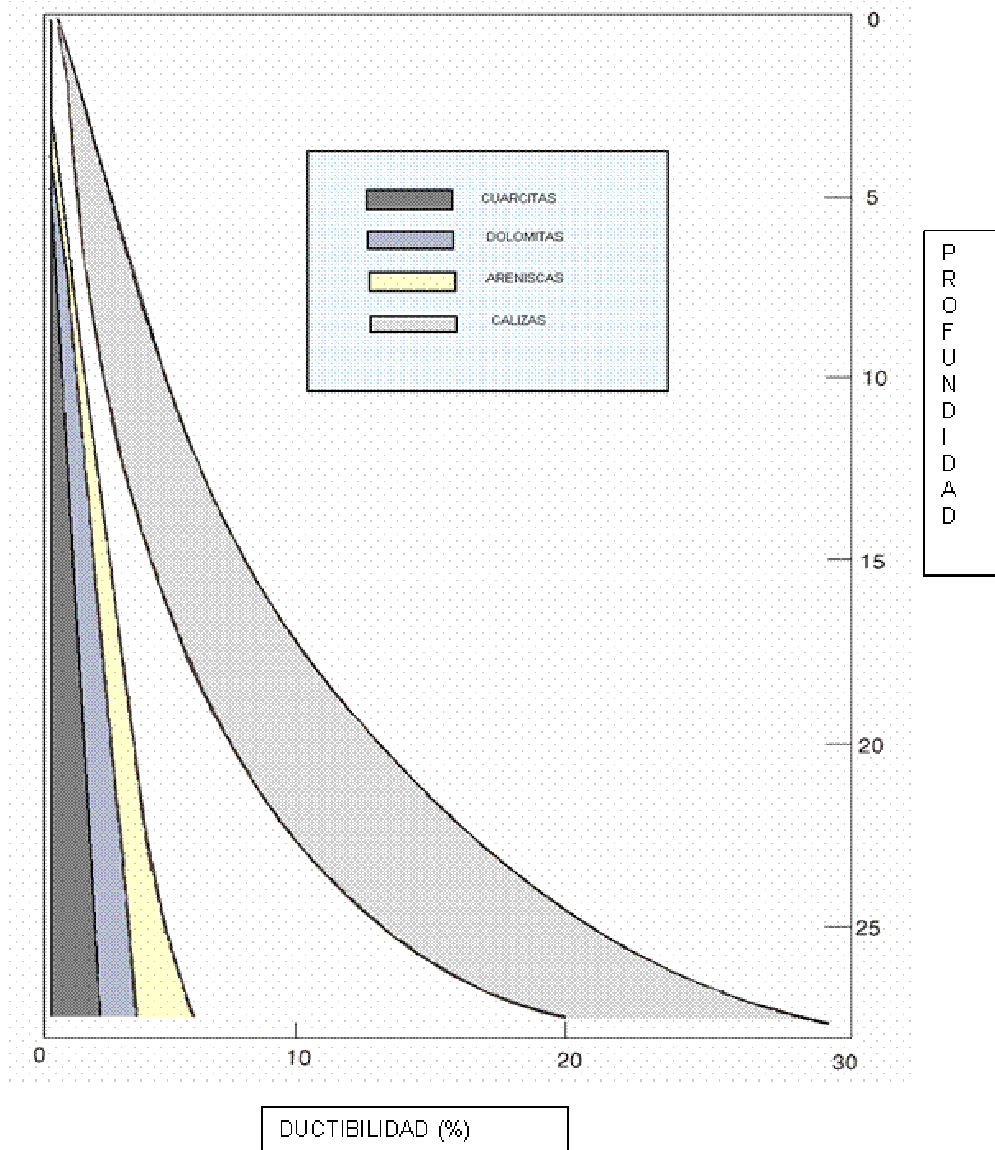 0
CUARCITAS
DOLOMITAS
ARENISCAS
CALIZAS
5
10
15
20
25
P
R
O
F
U
N
D
I
D
A
D
0
10
20
30
DUCTIBILIDAD (%)